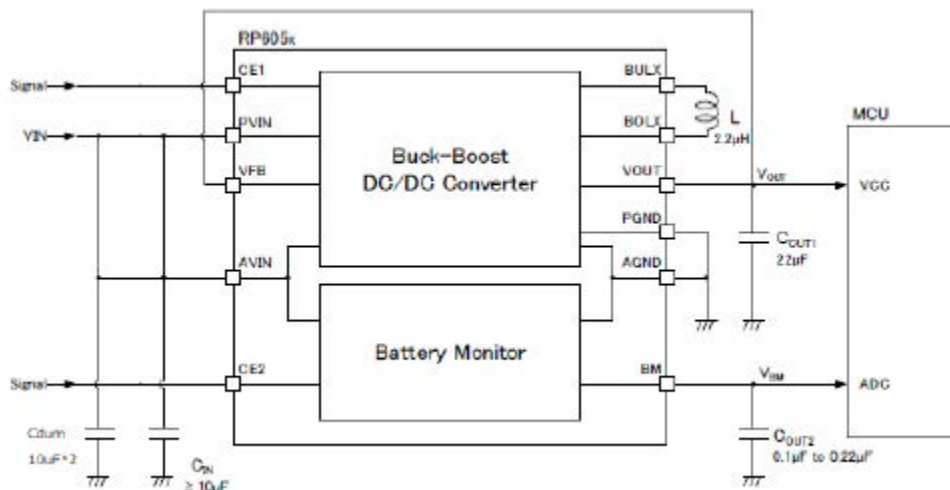 RP605x
Signal
CE1
BULX
VIN
PVIN
BOLX
L
2.2μH
MCU
Buck-Boost
DC/DC Converter
VFB
VOUT
VOUT
VCC
PGND
COUT1
22μF
AVIN
AGND
Battery Monitor
Signal
CE2
BM
VBM
ADC
Cdum
10uF*2
CIN
≥ 10μF
COUT2
0.1μF to 0.22μF